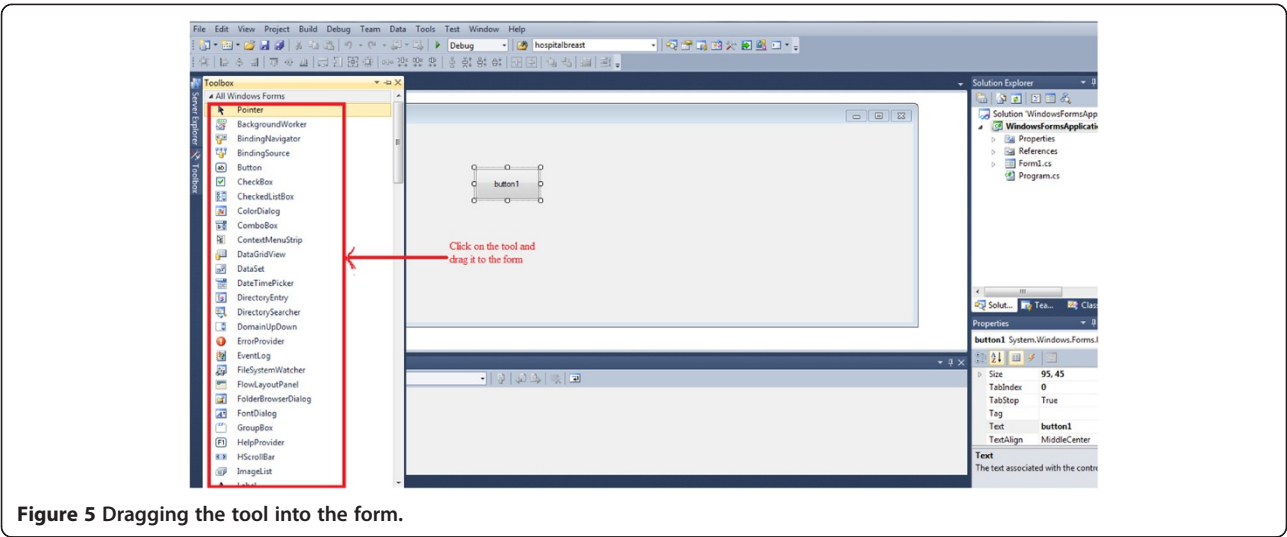 File Edit View Project Build Debug Team Data Tools Test Window Help
Debug hospitalbreast
Server Explorer
Toolbox
Toolbox
All Windows Forms
Pointer
BackgroundWorker
BindingNavigator
BindingSource
Button
CheckBox
CheckedListBox
ColorDialog
ComboBox
ContextMenuStrip
DataGridView
DataSet
DateTimePicker
DirectoryEntry
DirectorySearcher
DomainUpDown
ErrorProvider
EventLog
FileSystemWatcher
FlowLayoutPanel
FolderBrowserDialog
FontDialog
GroupBox
HelpProvider
HScrollBar
ImageList
button1
Click on the tool and
drag it to the form
Solution Explorer
Solution 'WindowsFormsApp
WindowsFormsApplicati
Properties
References
Form1.cs
Program.cs
Solut... Tea... Clas
Properties
button1 System.Windows.Forms.
Size 95, 45
TabIndex 0
TabStop True
Tag
Text button1
TextAlign MiddleCenter
Text
The text associated with the contr
Figure 5 Dragging the tool into the form.